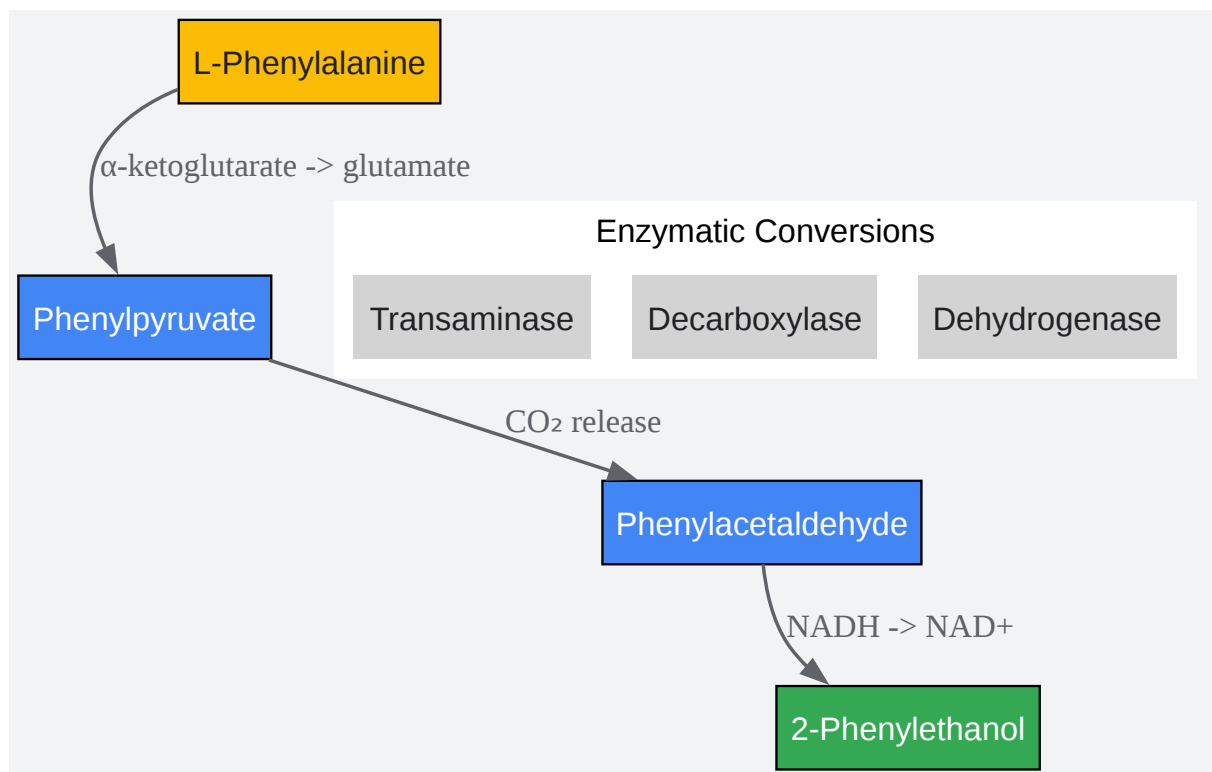 L-Phenylalanine
α-ketoglutarate -> glutamate
Enzymatic Conversions
Phenylpyruvate
Transaminase
Decarboxylase
Dehydrogenase
CO₂ release
Phenylacetaldehyde
NADH -> NAD+
2-Phenylethanol